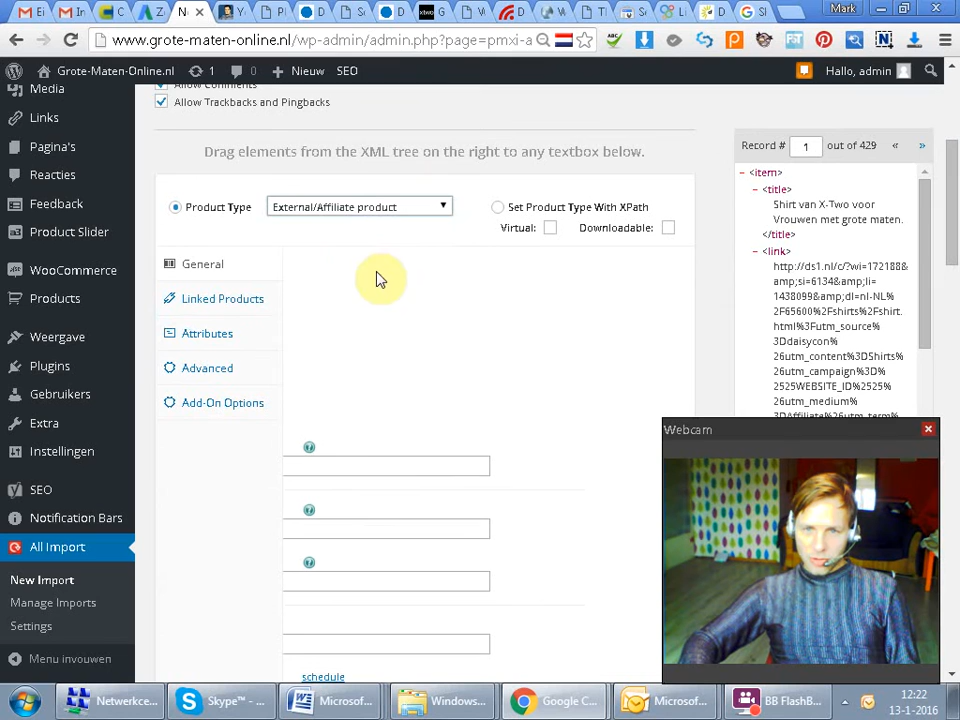 Ei
In
C
Z
N
Y
Mark
www.grote-maten-online.nl/wp-admin/admin.php?page=pmxi-a
Grote-Maten-Online.nl 1 0 Nieuw SEO Hallo, admin
Media
Links
Pagina's
Reacties
Feedback
Product Slider
WooCommerce
Products
Weergave
Plugins
Gebruikers
Extra
Instellingen
SEO
Notification Bars
All Import
New Import
Manage Imports
Settings
Menu invouwen
Allow Comments
Allow Trackbacks and Pingbacks
Drag elements from the XML tree on the right to any textbox below.
Product Type External/Affiliate product Set Product Type With XPath
Virtual: Downloadable:
General
Linked Products
Attributes
Advanced
Add-On Options
schedule
Record # 1 out of 429 « »
<item>
<title>
Shirt van X-Two voor
Vrouwen met grote maten.
</title>
<link>
http://ds1.nl/c/?wi=172188&
amp;si=6134&amp;li=
1438099&amp;dl=nl-NL%
2F65600%2Fshirts%2Fshirt.
html%3Futm_source%
3Ddaisycon%
26utm_content%3DShirts%
26utm_campaign%3D%
2525WEBSITE_ID%2525%
26utm_medium%
3DAffiliate%26utm_term%
Webcam
Netwerkce...
Skype™ - ...
Microsof...
Windows...
Google C...
Microsof...
BB FlashB...
12:22
13-1-2016